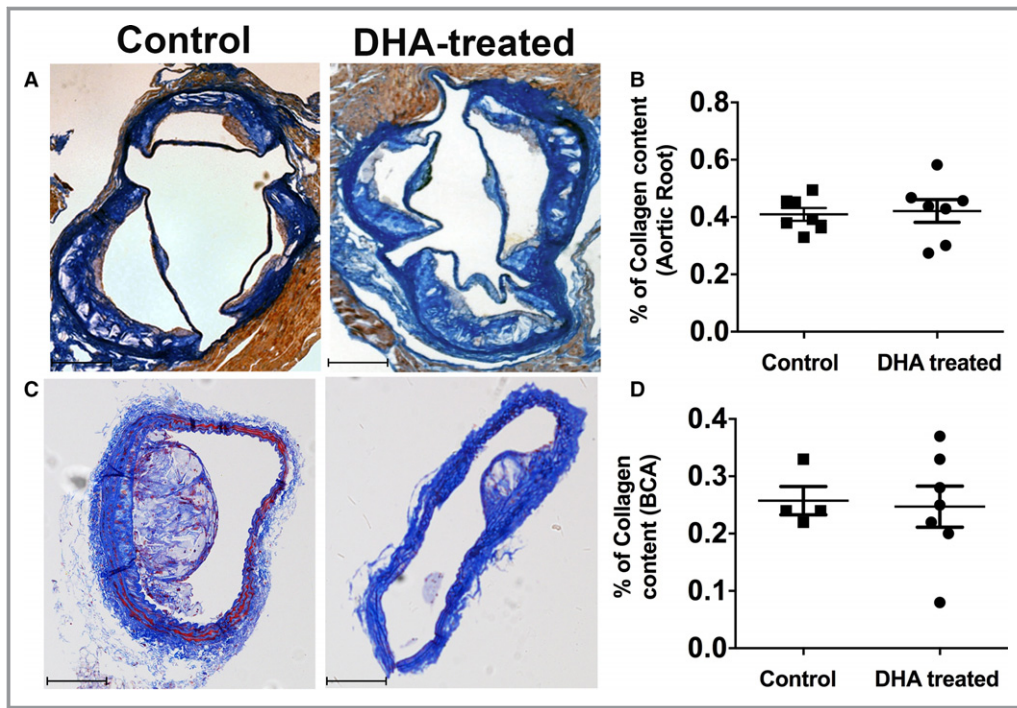 Control DHA-treated
A
B
% of Collagen content
(Aortic Root)
0.8
0.6
0.4
0.2
0.0
Control DHA treated
C
D
% of Collagen
content (BCA)
0.4
0.3
0.2
0.1
0.0
Control DHA treated